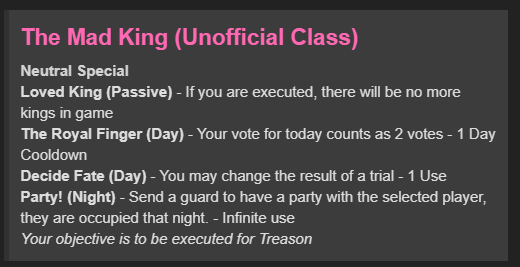 The Mad King (Unofficial Class)
Neutral Special
Loved King (Passive) - If you are executed, there will be no more
kings in game
The Royal Finger (Day) - Your vote for today counts as 2 votes - 1 Day
Cooldown
Decide Fate (Day) - You may change the result of a trial - 1 Use
Party! (Night) - Send a guard to have a party with the selected player,
they are occupied that night. - Infinite use
Your objective is to be executed for Treason